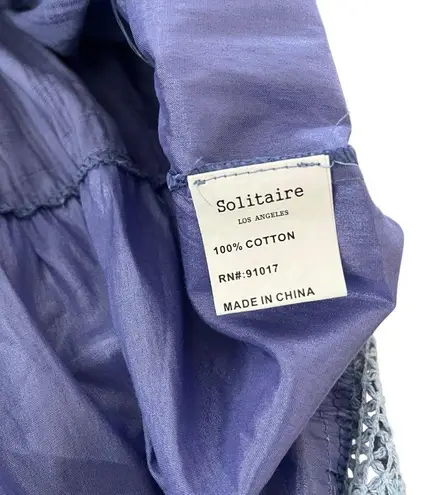 Solitaire
LOS ANGELES
100% COTTON
RN#:91017
MADE IN CHINA